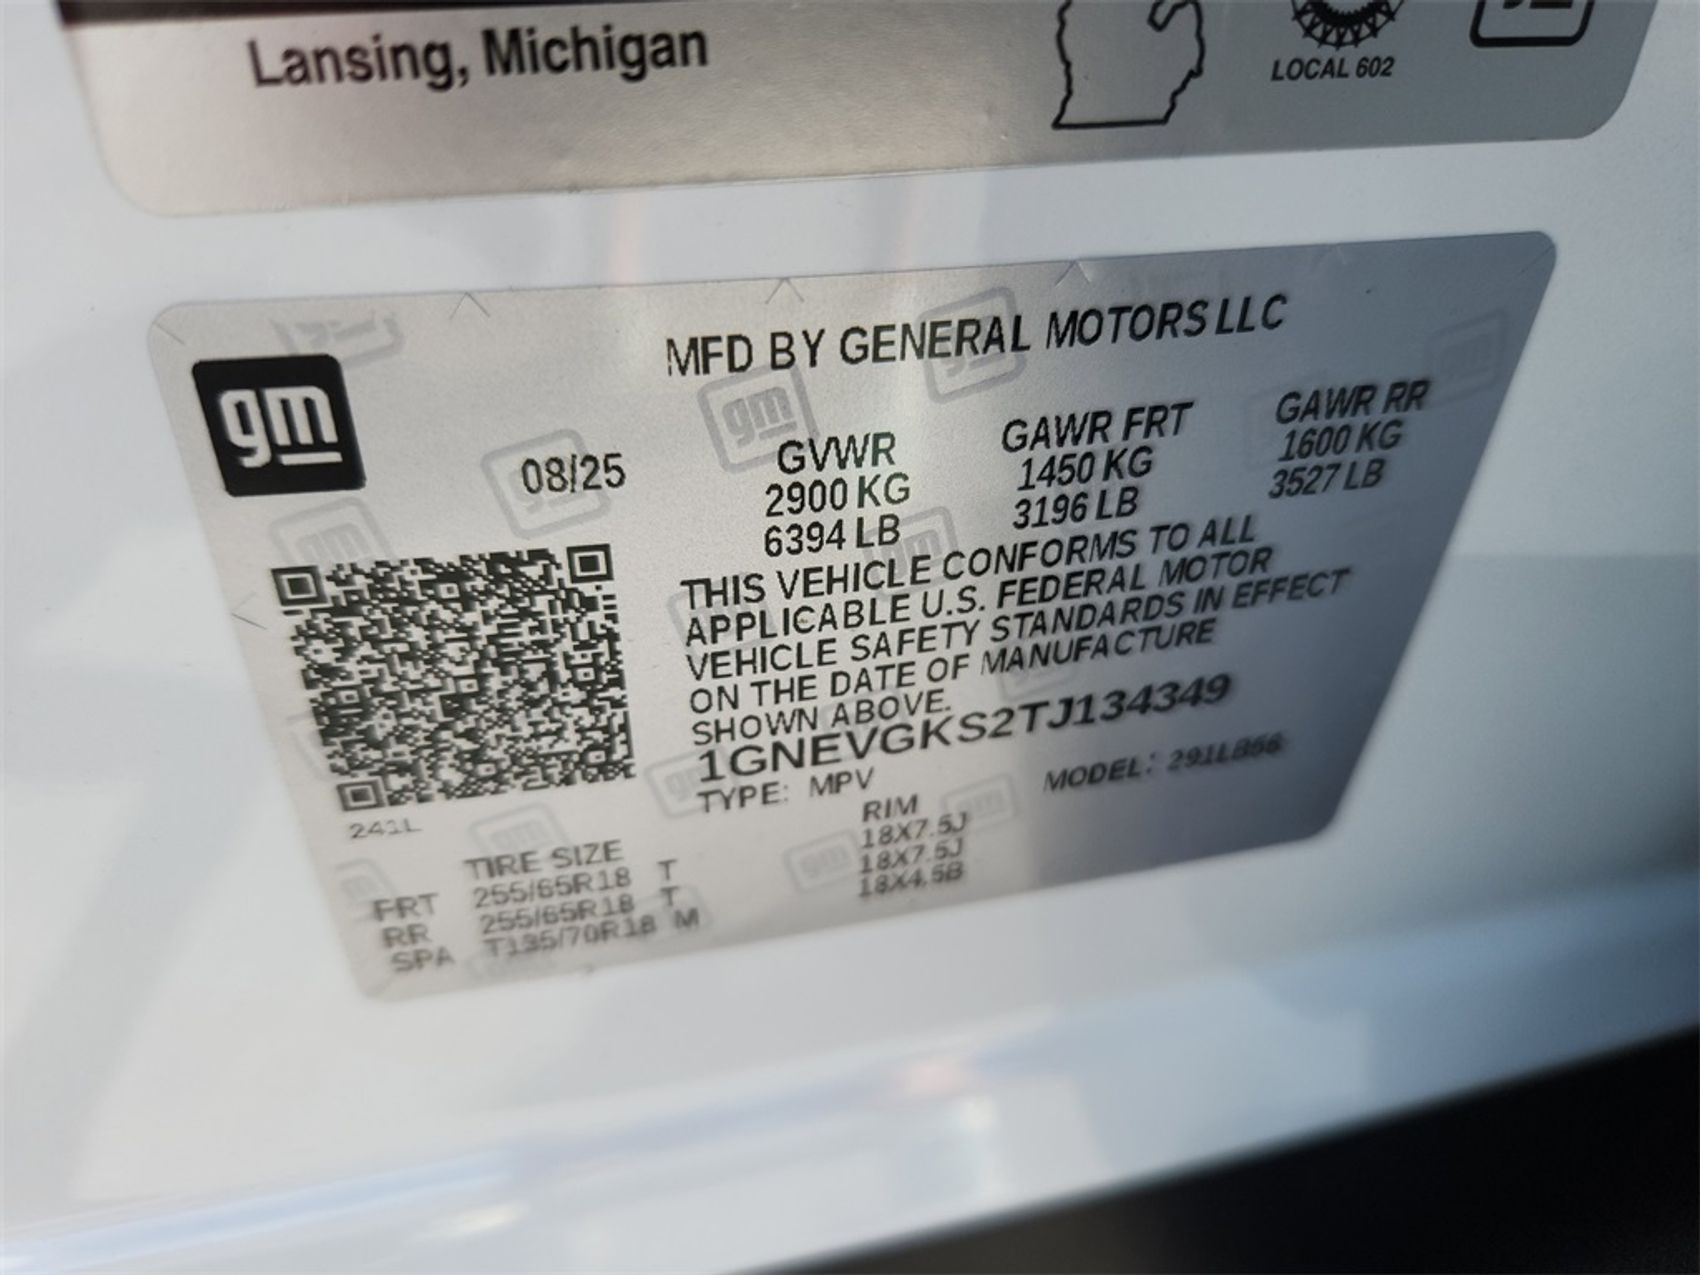 Lansing, Michigan
LOCAL 602
MFD BY GENERAL MOTORS LLC
gm
08/25
GVWR GAWR FRT GAWR RR
2900 KG 1450 KG 1600 KG
6394 LB 3196 LB 3527 LB
THIS VEHICLE CONFORMS TO ALL
APPLICABLE U.S. FEDERAL MOTOR
VEHICLE SAFETY STANDARDS IN EFFECT
ON THE DATE OF MANUFACTURE
SHOWN ABOVE.
1GNEVGKS2TJ134349
TYPE: MPV MODEL:
TIRE SIZE RIM
FRT 255/65R18 T 18X7.5J
RR 255/65R18 T 18X7.5J
SPA T135/70R18 M 18X4.5B